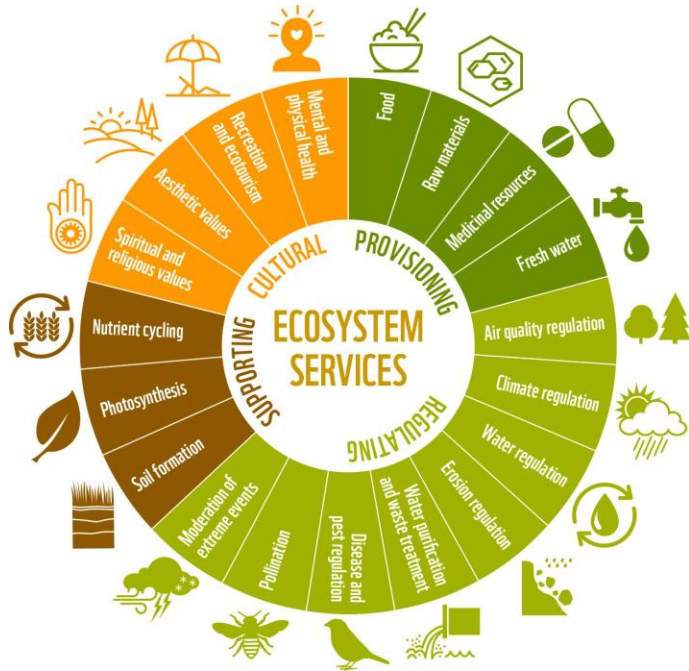 ECOSYSTEM
SERVICES
PROVISIONING
Food
Raw materials
Medicinal resources
Fresh water
REGULATING
Air quality regulation
Climate regulation
Water regulation
Erosion regulation
Water purification
and waste treatment
Disease and
pest regulation
Pollination
Moderation of
extreme events
SUPPORTING
Soil formation
Photosynthesis
Nutrient cycling
CULTURAL
Spiritual and
religious values
Aesthetic values
Recreation
and ecotourism
Mental and
physical health